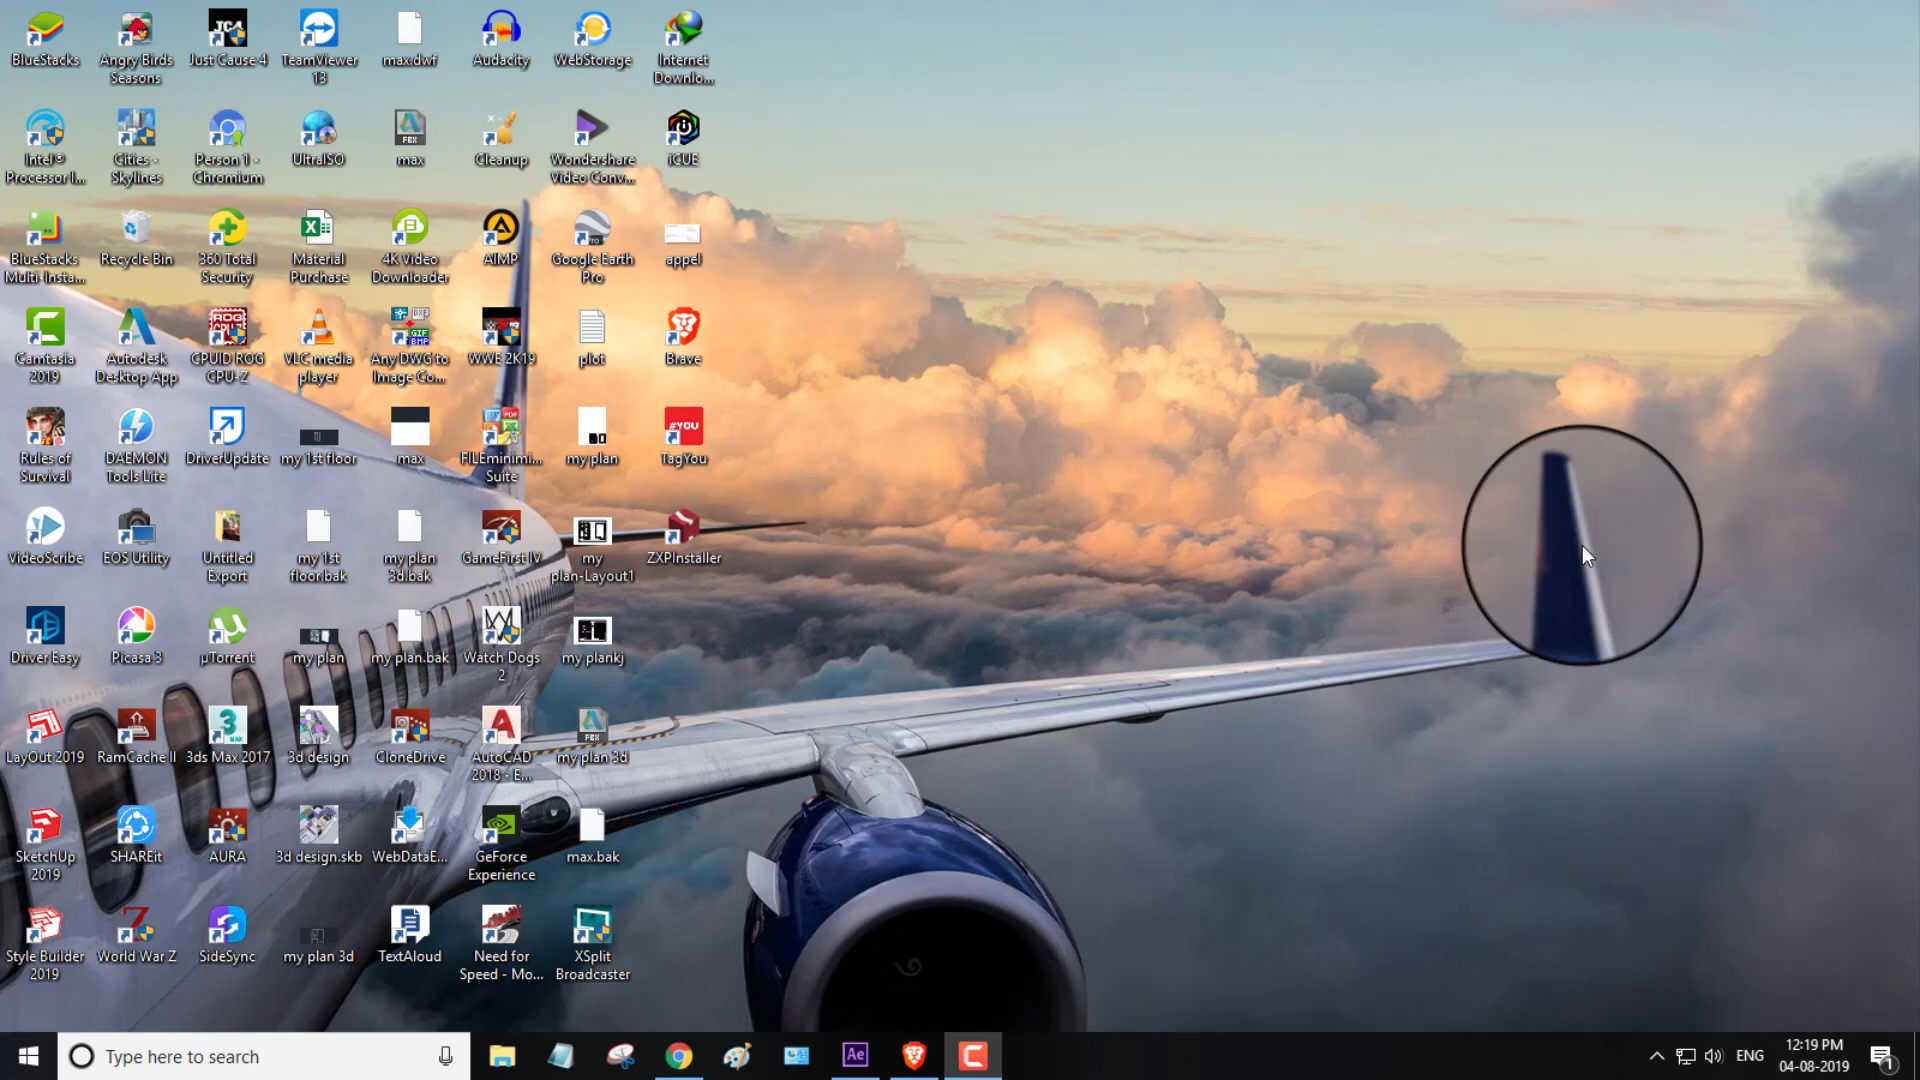 BlueStacks
Angry Birds
Seasons
Just Cause 4
TeamViewer
13
max.dwf
Audacity
WebStorage
Internet
Downlo...
Intel®
Processor I...
Cities -
Skylines
Person 1 -
Chromium
UltraISO
FBX
max
Cleanup
Wondershare
Video Conv...
iCUE
BlueStacks
Multi-Insta...
Recycle Bin
360 Total
Security
Material
Purchase
4K Video
Downloader
AIMP
Google Earth
Pro
appel
Camtasia
2019
Autodesk
Desktop App
CPUID ROG
CPU-Z
VLC media
player
Any DWG to
Image Co...
WWE 2K19
plot
Brave
Rules of
Survival
DAEMON
Tools Lite
DriverUpdate
my 1st floor
max
FILEminimi...
Suite
my plan
#YOU
TagYou
VideoScribe
EOS Utility
Untitled
Export
my 1st
floor.bak
my plan
3d.bak
GameFirst IV
my
plan-Layout1
ZXPInstaller
Driver Easy
Picasa 3
µTorrent
my plan
my plan.bak
Watch Dogs
2
my plankj
LayOut 2019
RamCache II
3ds Max 2017
3d design
CloneDrive
AutoCAD
2018 - E...
FBX
my plan 3d
SketchUp
2019
SHAREit
AURA
3d design.skb
WebDataE...
GeForce
Experience
max.bak
Style Builder
2019
World War Z
SideSync
my plan 3d
TextAloud
Need for
Speed - Mo...
XSplit
Broadcaster
Type here to search
Ae
ENG
12:19 PM
04-08-2019
1